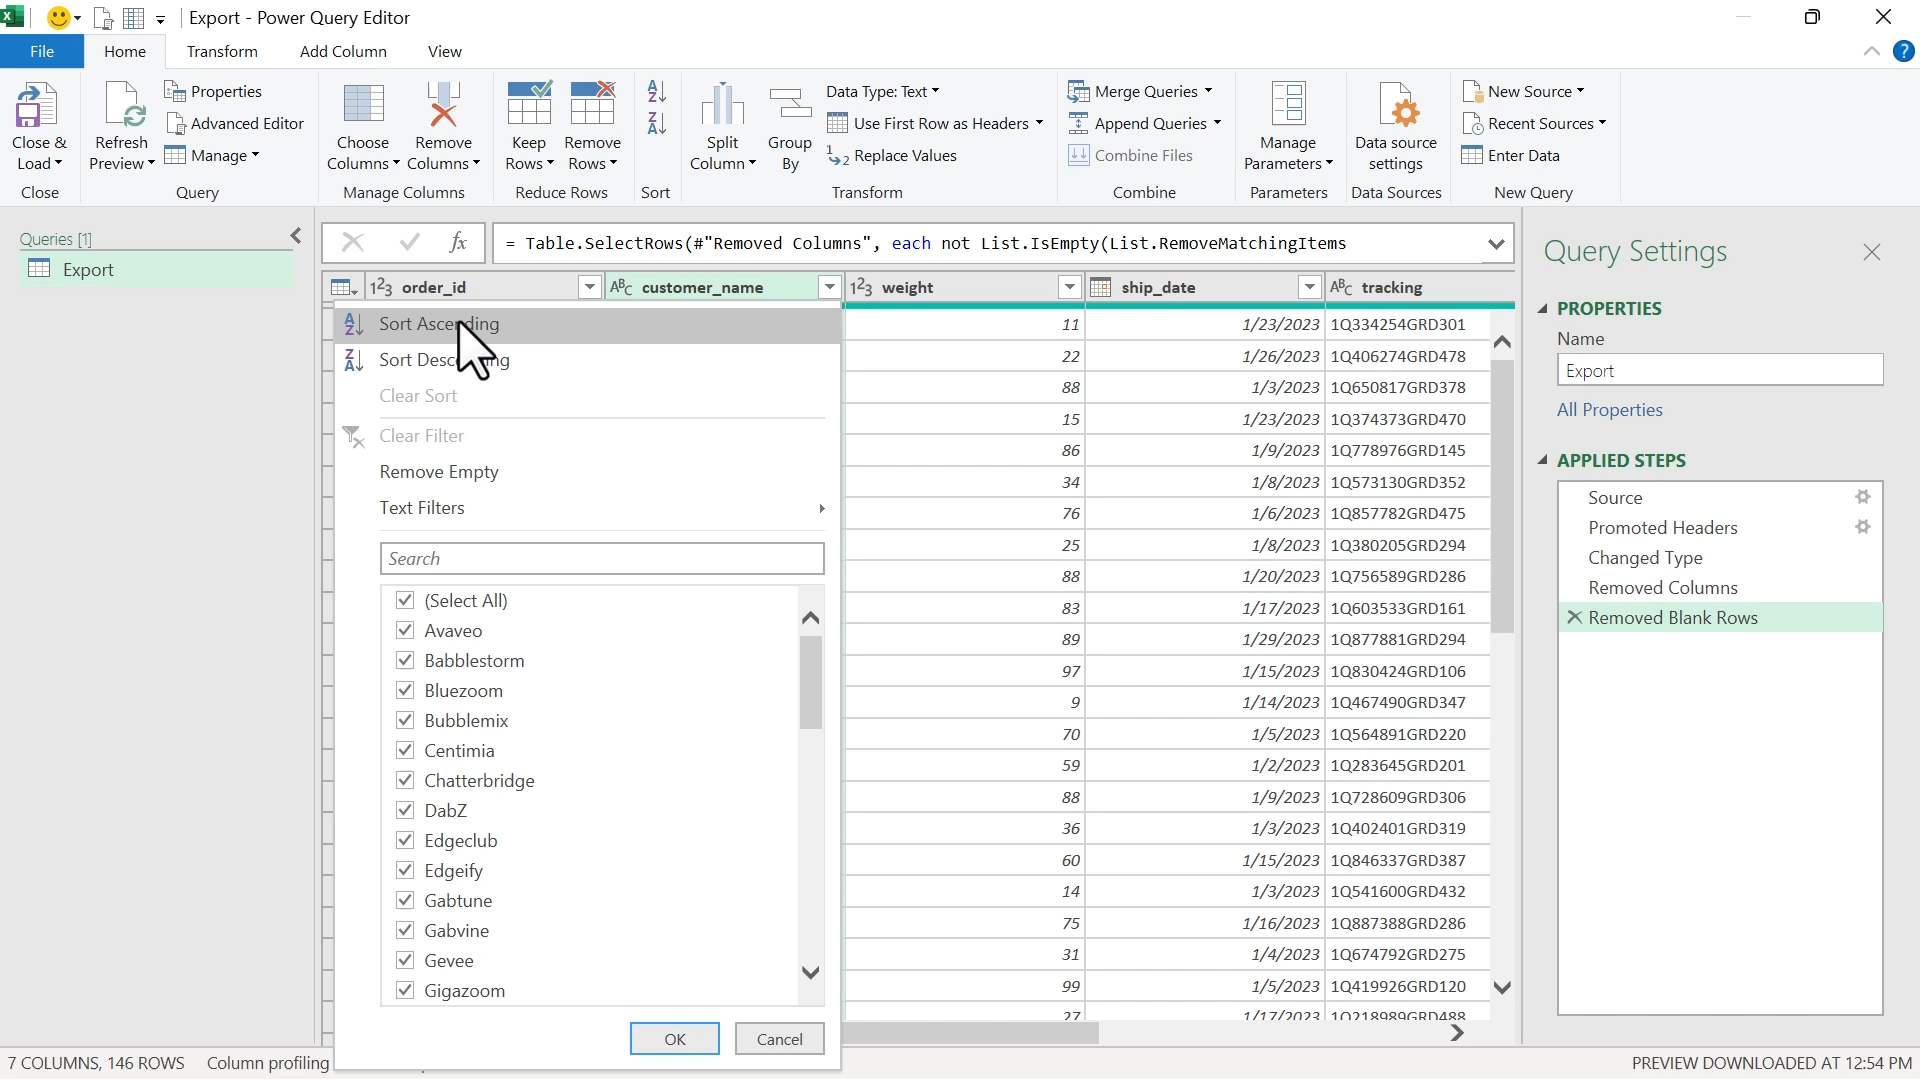 Export - Power Query Editor
File Home Transform Add Column View
Close & Load
Close
Refresh Preview
Properties
Advanced Editor
Manage
Query
Choose Columns
Remove Columns
Manage Columns
Keep Rows
Remove Rows
Reduce Rows
Sort
Split Column
Group By
Data Type: Text
Use First Row as Headers
Replace Values
Transform
Merge Queries
Append Queries
Combine Files
Combine
Manage Parameters
Parameters
Data source settings
Data Sources
New Source
Recent Sources
Enter Data
New Query
Queries [1]
Export
fx = Table.SelectRows(#"Removed Columns", each not List.IsEmpty(List.RemoveMatchingItems
123 order_id ABC customer_name 123 weight ship_date ABC tracking
Sort Ascending
Sort Descending
Clear Sort
Clear Filter
Remove Empty
Text Filters
Search
(Select All)
Avaveo
Babblestorm
Bluezoom
Bubblemix
Centimia
Chatterbridge
DabZ
Edgeclub
Edgeify
Gabtune
Gabvine
Gevee
Gigazoom
OK Cancel
11 1/23/2023 1Q334254GRD301
22 1/26/2023 1Q406274GRD478
88 1/3/2023 1Q650817GRD378
15 1/23/2023 1Q374373GRD470
86 1/9/2023 1Q778976GRD145
34 1/8/2023 1Q573130GRD352
76 1/6/2023 1Q857782GRD475
25 1/8/2023 1Q380205GRD294
88 1/20/2023 1Q756589GRD286
83 1/17/2023 1Q603533GRD161
89 1/29/2023 1Q877881GRD294
97 1/15/2023 1Q830424GRD106
9 1/14/2023 1Q467490GRD347
70 1/5/2023 1Q564891GRD220
59 1/2/2023 1Q283645GRD201
88 1/9/2023 1Q728609GRD306
36 1/3/2023 1Q402401GRD319
60 1/15/2023 1Q846337GRD387
14 1/3/2023 1Q541600GRD432
75 1/16/2023 1Q887388GRD286
31 1/4/2023 1Q674792GRD275
99 1/5/2023 1Q419926GRD120
27 1/17/2023 1Q218989GRD488
Query Settings
PROPERTIES
Name
Export
All Properties
APPLIED STEPS
Source
Promoted Headers
Changed Type
Removed Columns
Removed Blank Rows
7 COLUMNS, 146 ROWS Column profiling
PREVIEW DOWNLOADED AT 12:54 PM